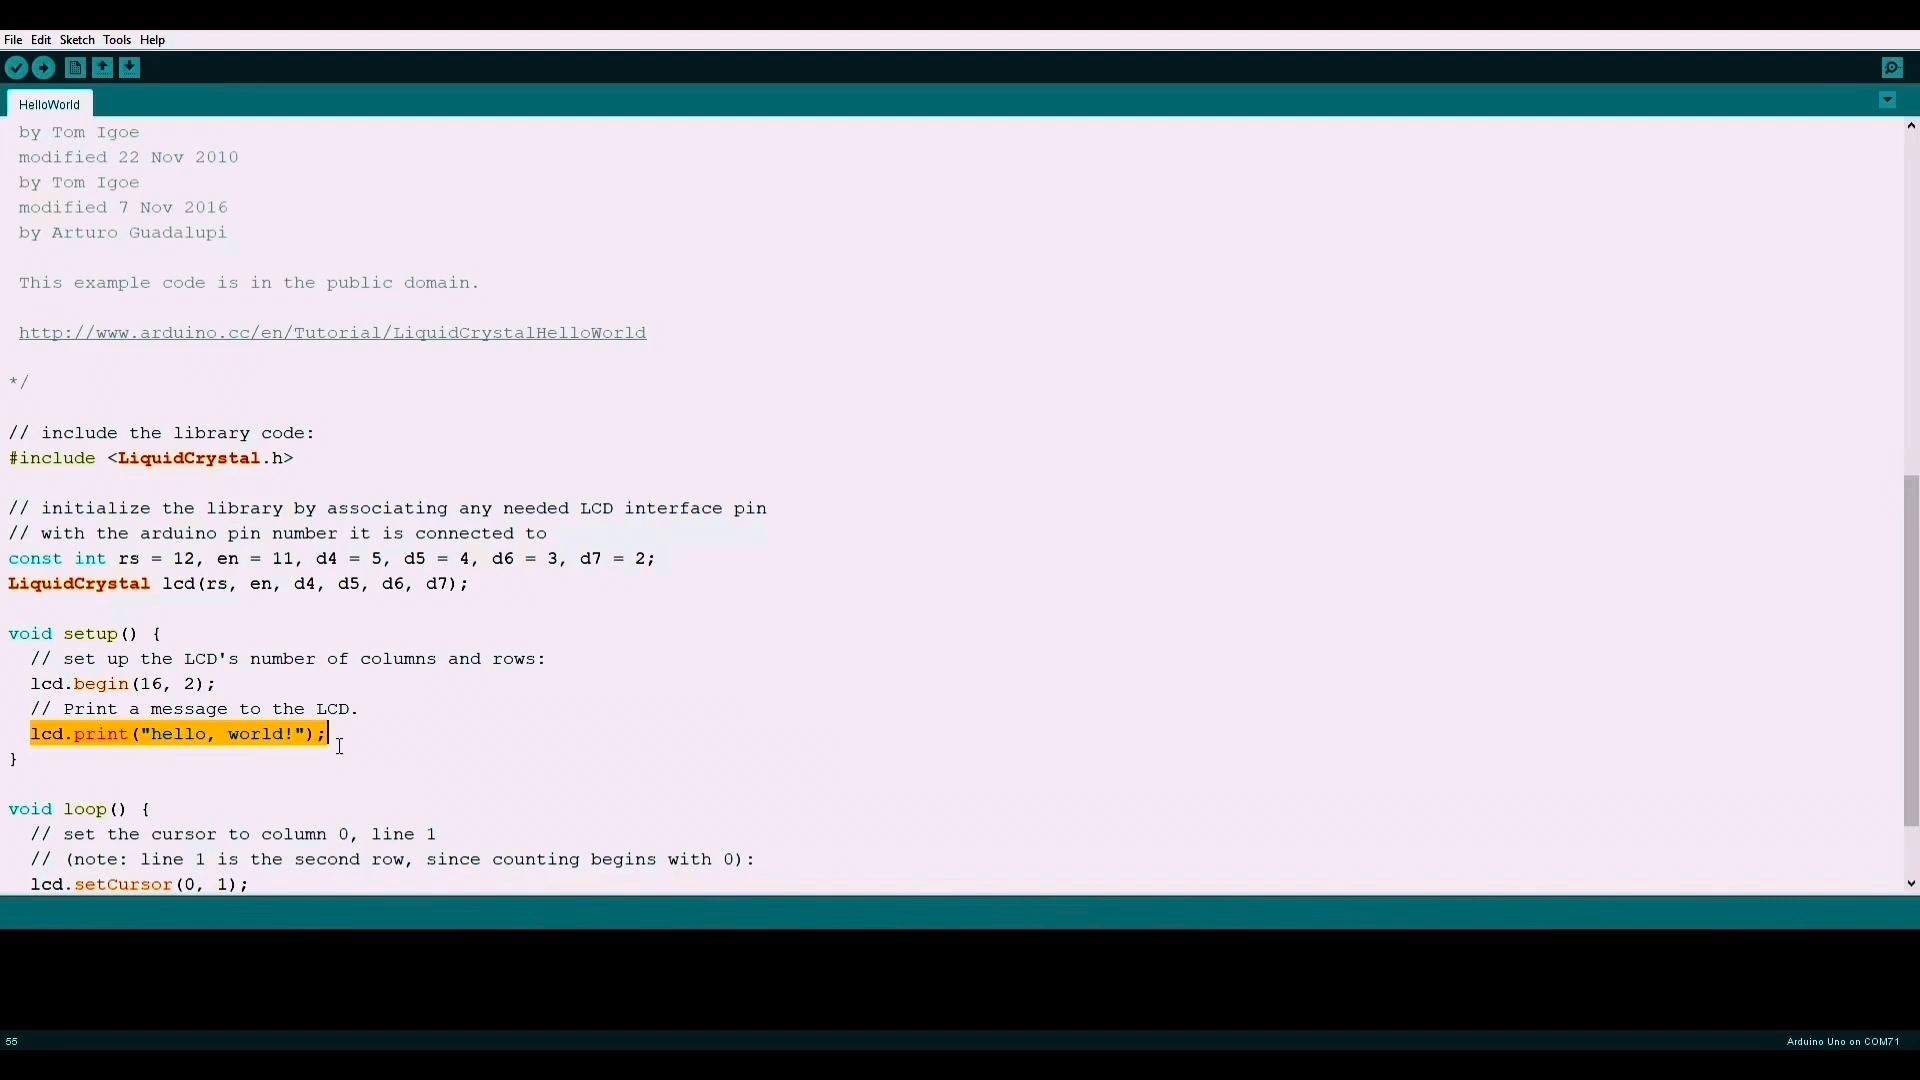 File Edit Sketch Tools Help
HelloWorld
by Tom Igoe
modified 22 Nov 2010
by Tom Igoe
modified 7 Nov 2016
by Arturo Guadalupi
This example code is in the public domain.
http://www.arduino.cc/en/Tutorial/LiquidCrystalHelloWorld
*/
// include the library code:
#include <LiquidCrystal.h>
// initialize the library by associating any needed LCD interface pin
// with the arduino pin number it is connected to
const int rs = 12, en = 11, d4 = 5, d5 = 4, d6 = 3, d7 = 2;
LiquidCrystal lcd(rs, en, d4, d5, d6, d7);
void setup() {
// set up the LCD's number of columns and rows:
lcd.begin(16, 2);
// Print a message to the LCD.
lcd.print("hello, world!");
}
void loop() {
// set the cursor to column 0, line 1
// (note: line 1 is the second row, since counting begins with 0):
lcd.setCursor(0, 1);
55
Arduino Uno on COM71